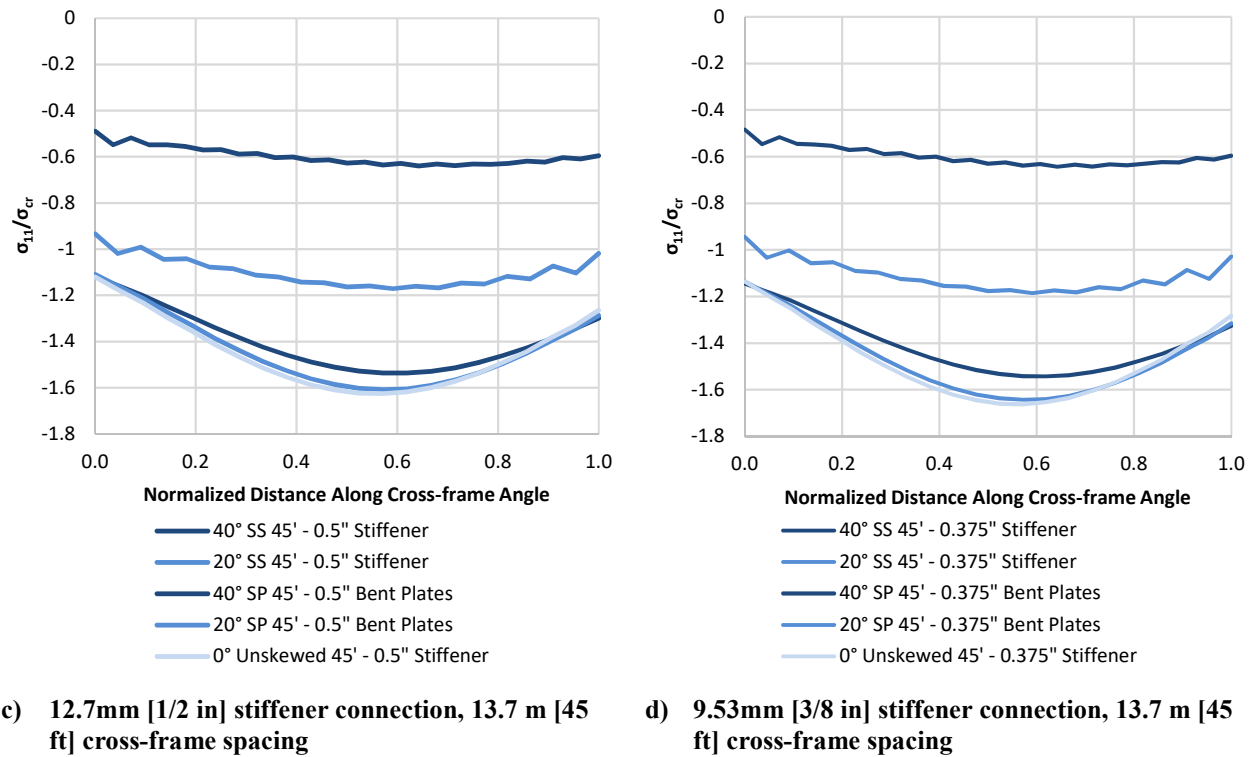 0
-0.2
-0.4
-0.6
-0.8
-1
-1.2
-1.4
-1.6
-1.8
σ11/σcr
0.0 0.2 0.4 0.6 0.8 1.0
Normalized Distance Along Cross-frame Angle
40° SS 45' - 0.5" Stiffener
20° SS 45' - 0.5" Stiffener
40° SP 45' - 0.5" Bent Plates
20° SP 45' - 0.5" Bent Plates
0° Unskewed 45' - 0.5" Stiffener
c) 12.7mm [1/2 in] stiffener connection, 13.7 m [45
ft] cross-frame spacing
0
-0.2
-0.4
-0.6
-0.8
-1
-1.2
-1.4
-1.6
-1.8
σ11/σcr
0.0 0.2 0.4 0.6 0.8 1.0
Normalized Distance Along Cross-frame Angle
40° SS 45' - 0.375" Stiffener
20° SS 45' - 0.375" Stiffener
40° SP 45' - 0.375" Bent Plates
20° SP 45' - 0.375" Bent Plates
0° Unskewed 45' - 0.375" Stiffener
d) 9.53mm [3/8 in] stiffener connection, 13.7 m [45
ft] cross-frame spacing